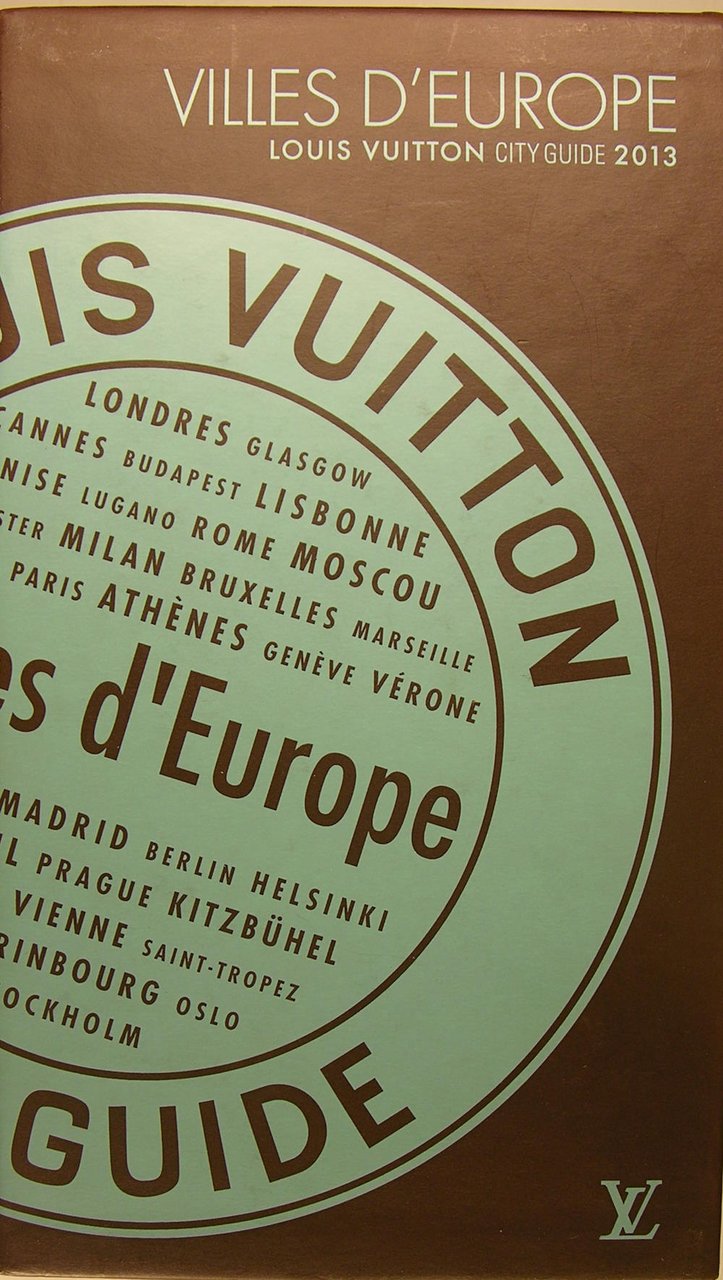 VILLES D'EUROPE
LOUIS VUITTON CITY GUIDE 2013
UIS VUITTON
LONDRES GLASGOW
CANNES BUDAPEST LISBONNE
NISE LUGANO ROME MOSCOU
STER MILAN BRUXELLES MARSEILLE
PARIS ATHÈNES GENÈVE VÉRONE
es d'Europe
MADRID BERLIN HELSINKI
IL PRAGUE KITZBÜHEL
VIENNE SAINT-TROPEZ
RINBOURG OSLO
OCKHOLM
GUIDE
LV